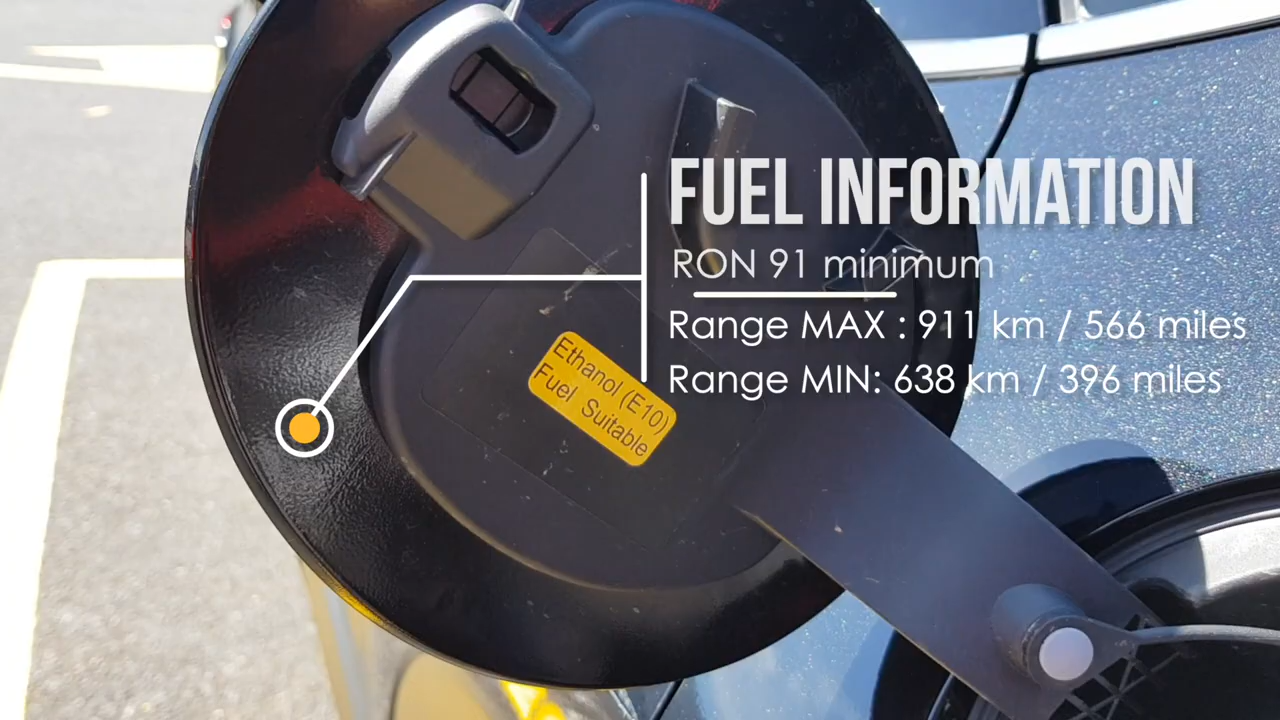 FUEL INFORMATION
RON 91 minimum
Range MAX : 911 km / 566 miles
Range MIN: 638 km / 396 miles
Ethanol (E10)
Fuel Suitable